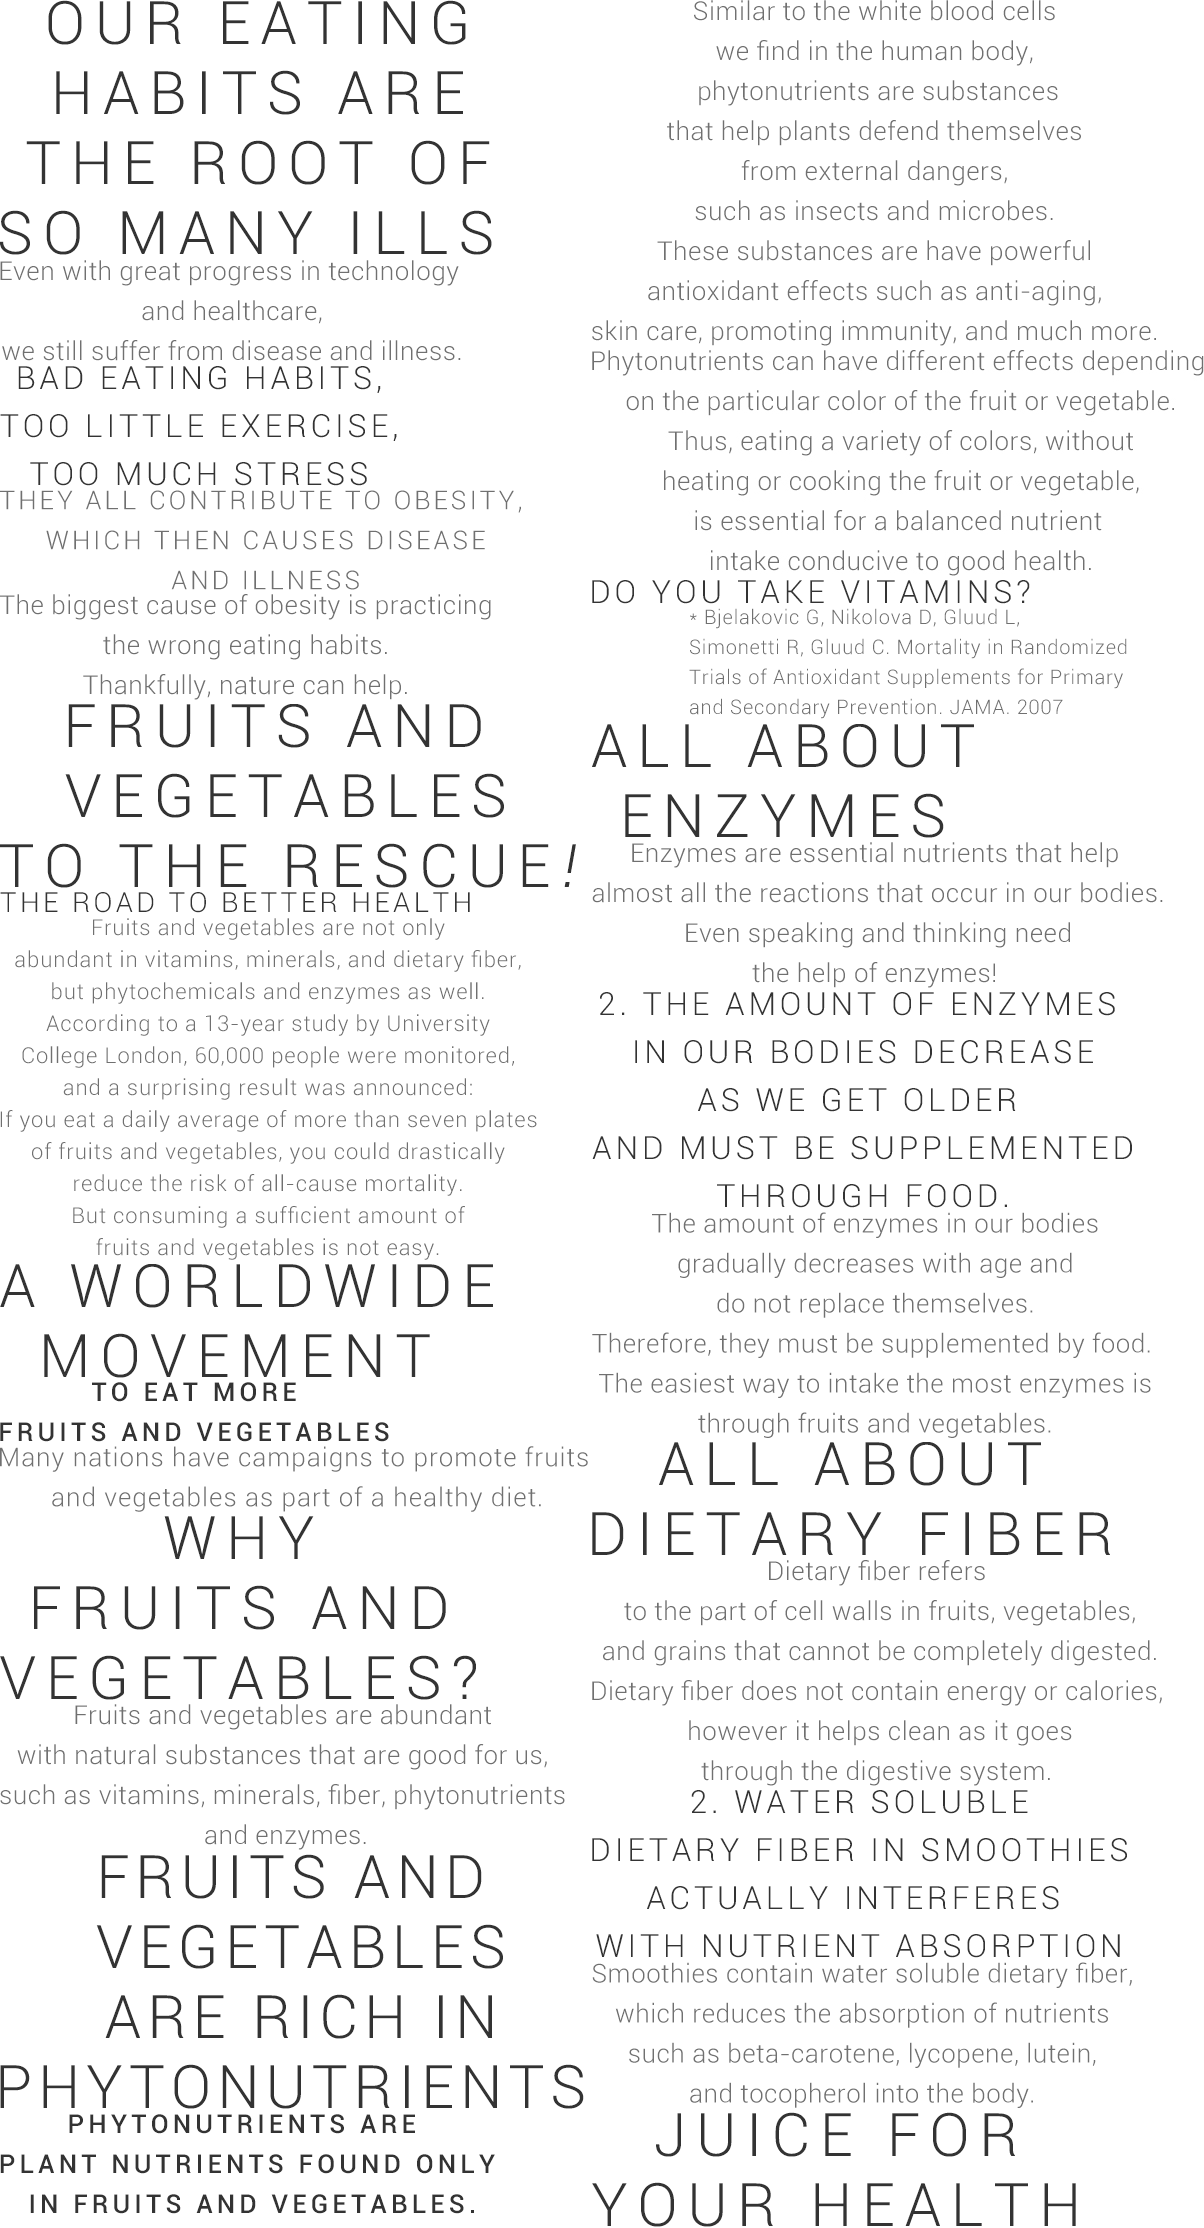 OUR EATING
HABITS ARE
THE ROOT OF
SO MANY ILLS
Even with great progress in technology
and healthcare,
we still suffer from disease and illness.
BAD EATING HABITS,
TOO LITTLE EXERCISE,
TOO MUCH STRESS
THEY ALL CONTRIBUTE TO OBESITY,
WHICH THEN CAUSES DISEASE
AND ILLNESS
The biggest cause of obesity is practicing
the wrong eating habits.
Thankfully, nature can help.
FRUITS AND
VEGETABLES
TO THE RESCUE!
THE ROAD TO BETTER HEALTH
Fruits and vegetables are not only
abundant in vitamins, minerals, and dietary fiber,
but phytochemicals and enzymes as well.
According to a 13-year study by University
College London, 60,000 people were monitored,
and a surprising result was announced:
If you eat a daily average of more than seven plates
of fruits and vegetables, you could drastically
reduce the risk of all-cause mortality.
But consuming a sufficient amount of
fruits and vegetables is not easy.
A WORLDWIDE
MOVEMENT
TO EAT MORE
FRUITS AND VEGETABLES
Many nations have campaigns to promote fruits
and vegetables as part of a healthy diet.
WHY
FRUITS AND
VEGETABLES?
Fruits and vegetables are abundant
with natural substances that are good for us,
such as vitamins, minerals, fiber, phytonutrients
and enzymes.
FRUITS AND
VEGETABLES
ARE RICH IN
PHYTONUTRIENTS
PHYTONUTRIENTS ARE
PLANT NUTRIENTS FOUND ONLY
IN FRUITS AND VEGETABLES.
Similar to the white blood cells
we find in the human body,
phytonutrients are substances
that help plants defend themselves
from external dangers,
such as insects and microbes.
These substances are have powerful
antioxidant effects such as anti-aging,
skin care, promoting immunity, and much more.
Phytonutrients can have different effects depending
on the particular color of the fruit or vegetable.
Thus, eating a variety of colors, without
heating or cooking the fruit or vegetable,
is essential for a balanced nutrient
intake conducive to good health.
DO YOU TAKE VITAMINS?
* Bjelakovic G, Nikolova D, Gluud L,
Simonetti R, Gluud C. Mortality in Randomized
Trials of Antioxidant Supplements for Primary
and Secondary Prevention. JAMA. 2007
ALL ABOUT
ENZYMES
Enzymes are essential nutrients that help
almost all the reactions that occur in our bodies.
Even speaking and thinking need
the help of enzymes!
2. THE AMOUNT OF ENZYMES
IN OUR BODIES DECREASE
AS WE GET OLDER
AND MUST BE SUPPLEMENTED
THROUGH FOOD.
The amount of enzymes in our bodies
gradually decreases with age and
do not replace themselves.
Therefore, they must be supplemented by food.
The easiest way to intake the most enzymes is
through fruits and vegetables.
ALL ABOUT
DIETARY FIBER
Dietary fiber refers
to the part of cell walls in fruits, vegetables,
and grains that cannot be completely digested.
Dietary fiber does not contain energy or calories,
however it helps clean as it goes
through the digestive system.
2. WATER SOLUBLE
DIETARY FIBER IN SMOOTHIES
ACTUALLY INTERFERES
WITH NUTRIENT ABSORPTION
Smoothies contain water soluble dietary fiber,
which reduces the absorption of nutrients
such as beta-carotene, lycopene, lutein,
and tocopherol into the body.
JUICE FOR
YOUR HEALTH